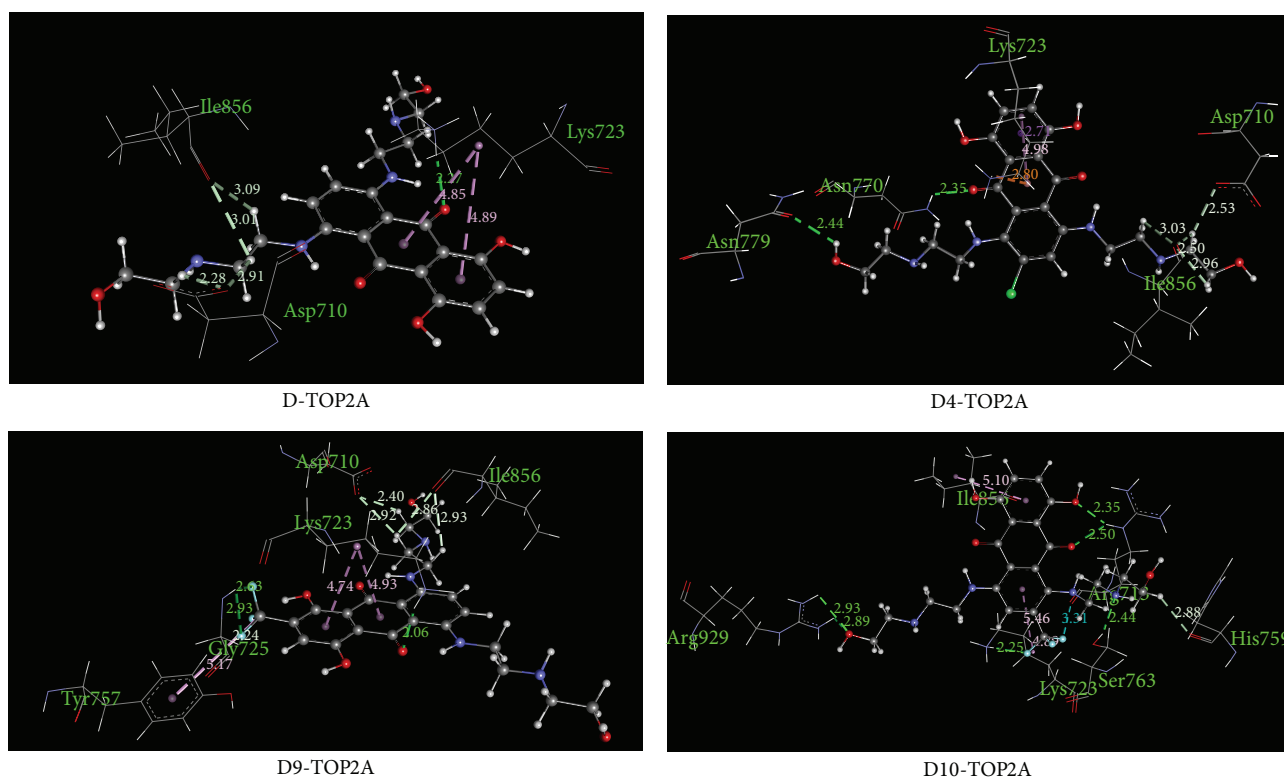 Ile856
Lys723
3.09
3.01
2.27
4.85
4.89
2.28
2.91
Asp710
D-TOP2A
Lys723
Asp710
4.98
2.80
Asn770
2.35
2.44
Asn779
2.53
3.03
2.50
2.96
Ile856
D4-TOP2A
Asp710
Ile856
2.40
2.92
2.86
2.93
Lys723
4.74
4.93
2.93
2.24
Gly725
2.06
5.17
Tyr757
D9-TOP2A
5.10
2.35
2.50
2.93
2.89
Arg929
5.46
3.31
2.44
2.88
His759
2.25
Lys723
Ser763
D10-TOP2A